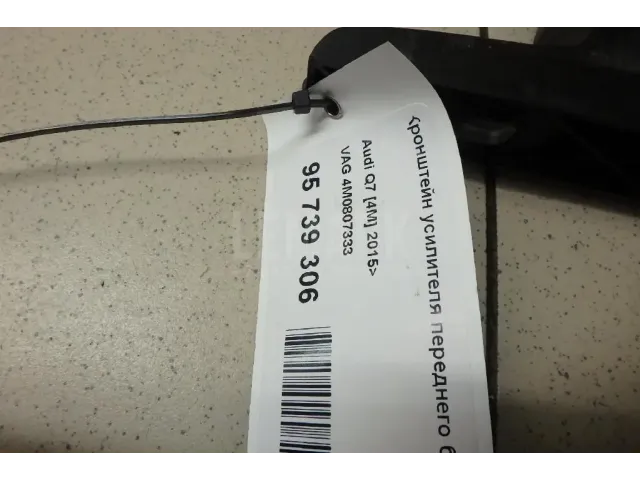 Кронштейн усилителя переднего б
Audi Q7 [4M] 2015>
VAG 4M0807333
95 739 306